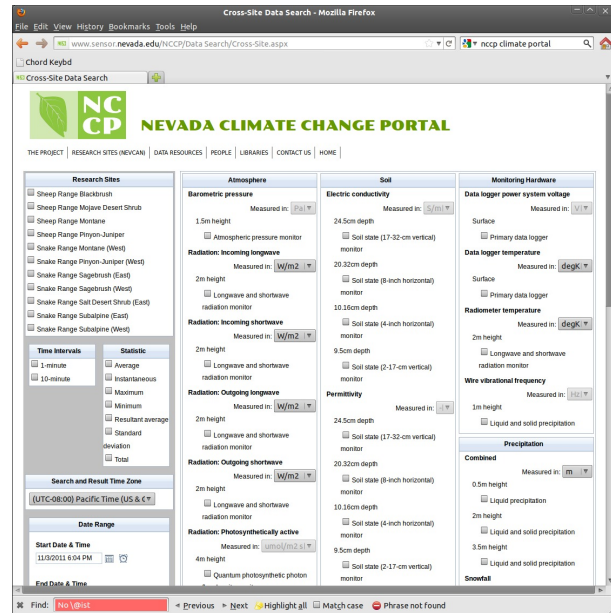 Cross-Site Data Search - Mozilla Firefox
File Edit View History Bookmarks Tools Help
www.sensor.nevada.edu/NCCP/Data Search/Cross-Site.aspx
nccp climate portal
Chord Keybd
Cross-Site Data Search
NC
CP
NEVADA CLIMATE CHANGE PORTAL
THE PROJECT RESEARCH SITES (NEVCAN) DATA RESOURCES PEOPLE LIBRARIES CONTACT US HOME
Research Sites
Sheep Range Blackbrush
Sheep Range Mojave Desert Shrub
Sheep Range Montane
Sheep Range Pinyon-Juniper
Snake Range Montane (West)
Snake Range Pinyon-Juniper (West)
Snake Range Sagebrush (East)
Snake Range Sagebrush (West)
Snake Range Salt Desert Shrub (East)
Snake Range Subalpine (East)
Snake Range Subalpine (West)
Time Intervals
1-minute
10-minute
Statistic
Average
Instantaneous
Maximum
Minimum
Resultant average
Standard
deviation
Total
Search and Result Time Zone
(UTC-08:00) Pacific Time (US & C
Date Range
Start Date & Time
11/3/2011 6:04 PM
End Date & Time
Atmosphere
Barometric pressure
Measured in: Pa
1.5m height
Atmospheric pressure monitor
Radiation: Incoming longwave
Measured in: W/m2
2m height
Longwave and shortwave
radiation monitor
Radiation: Incoming shortwave
Measured in: W/m2
2m height
Longwave and shortwave
radiation monitor
Radiation: Outgoing longwave
Measured in: W/m2
2m height
Longwave and shortwave
radiation monitor
Radiation: Outgoing shortwave
Measured in: W/m2
2m height
Longwave and shortwave
radiation monitor
Radiation: Photosynthetically active
Measured in: umol/m2 s
4m height
Quantum photosynthetic photon
Soil
Electric conductivity
Measured in: S/m
24.5cm depth
Soil state (17-32-cm vertical)
monitor
20.32cm depth
Soil state (8-inch horizontal)
monitor
10.16cm depth
Soil state (4-inch horizontal)
monitor
9.5cm depth
Soil state (2-17-cm vertical)
monitor
Permittivity
Measured in:
24.5cm depth
Soil state (17-32-cm vertical)
monitor
20.32cm depth
Soil state (8-inch horizontal)
monitor
10.16cm depth
Soil state (4-inch horizontal)
monitor
9.5cm depth
Soil state (2-17-cm vertical)
monitor
Monitoring Hardware
Data logger power system voltage
Measured in: V
Surface
Primary data logger
Data logger temperature
Measured in: degK
Surface
Primary data logger
Radiometer temperature
Measured in: degK
2m height
Longwave and shortwave
radiation monitor
Wire vibrational frequency
Measured in: Hz
1m height
Liquid and solid precipitation
Precipitation
Combined
Measured in: m
0.5m height
Liquid precipitation
2m height
Liquid and solid precipitation
3.5m height
Liquid and solid precipitation
Snowfall
Find: No \@ist Previous Next Highlight all Match case Phrase not found